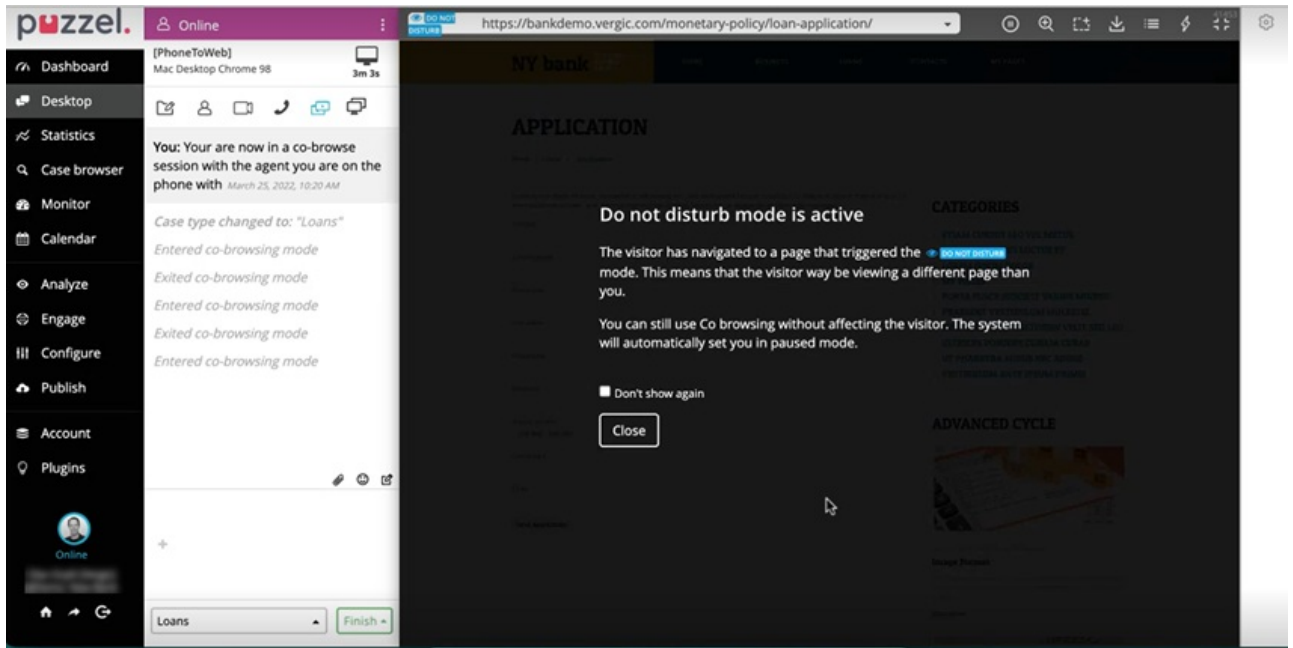 puzzel.
Dashboard
Desktop
Statistics
Case browser
Monitor
Calendar
Analyze
Engage
Configure
Publish
Account
Plugins
Online
Online
[PhoneToWeb]
Mac Desktop Chrome 98
3m 3s
You: Your are now in a co-browse
session with the agent you are on the
phone with March 25, 2022, 10:20 AM
Case type changed to: "Loans"
Entered co-browsing mode
Exited co-browsing mode
Entered co-browsing mode
Exited co-browsing mode
Entered co-browsing mode
Loans
Finish
DO NOT
DISTURB
https://bankdemo.vergic.com/monetary-policy/loan-application/
NY bank
APPLICATION
Do not disturb mode is active
The visitor has navigated to a page that triggered the DO NOT DISTURB
mode. This means that the visitor way be viewing a different page than
you.
You can still use Co browsing without affecting the visitor. The system
will automatically set you in paused mode.
Don't show again
Close
CATEGORIES
ADVANCED CYCLE